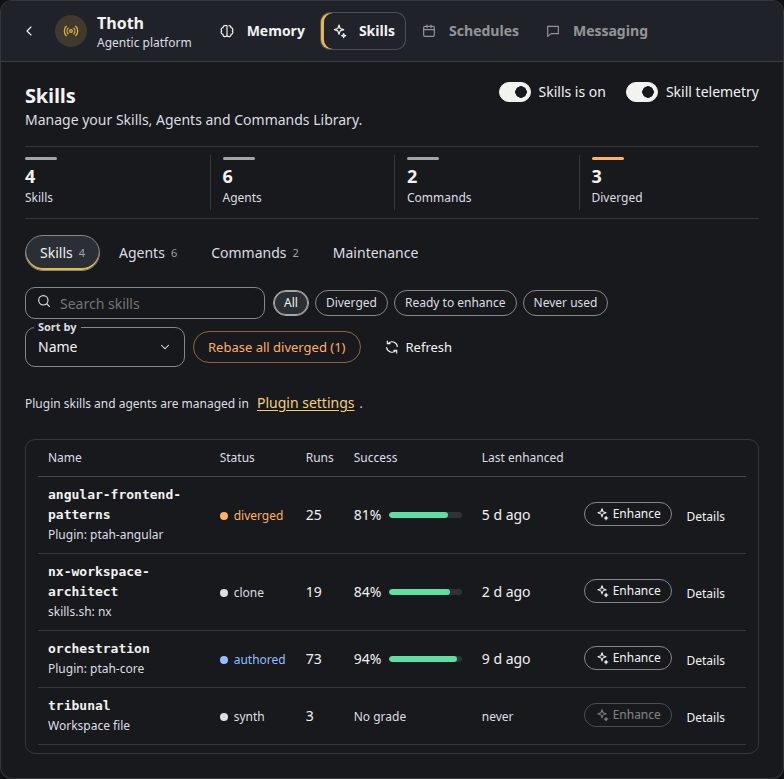 Thoth
Agentic platform
Memory
Skills
Schedules
Messaging
Skills
Manage your Skills, Agents and Commands Library.
Skills is on
Skill telemetry
4
Skills
6
Agents
2
Commands
3
Diverged
Skills 4
Agents 6
Commands 2
Maintenance
Search skills
All
Diverged
Ready to enhance
Never used
Sort by
Name
Rebase all diverged (1)
Refresh
Plugin skills and agents are managed in Plugin settings .
Name Status Runs Success Last enhanced
angular-frontend-
patterns
Plugin: ptah-angular
diverged 25 81% 5 d ago Enhance Details
nx-workspace-
architect
skills.sh: nx
clone 19 84% 2 d ago Enhance Details
orchestration
Plugin: ptah-core
authored 73 94% 9 d ago Enhance Details
tribunal
Workspace file
synth 3 No grade never Enhance Details